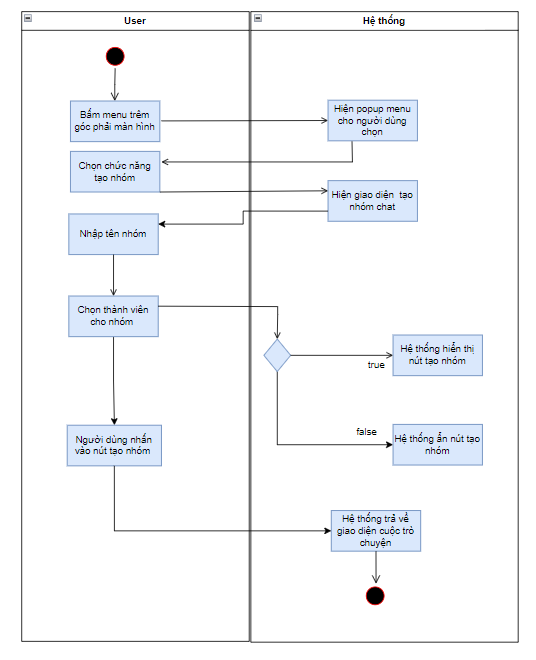 User
Hệ thống
Bấm menu trêm
góc phải màn hình
Hiện popup menu
cho người dùng
chọn
Chọn chức năng
tạo nhóm
Hiện giao diện tạo
nhóm chat
Nhập tên nhóm
Chọn thành viên
cho nhóm
Hệ thống hiển thị
nút tạo nhóm
true
false
Hệ thống ẩn nút tạo
nhóm
Người dùng nhấn
vào nút tạo nhóm
Hệ thống trả về
giao diện cuộc trò
chuyện